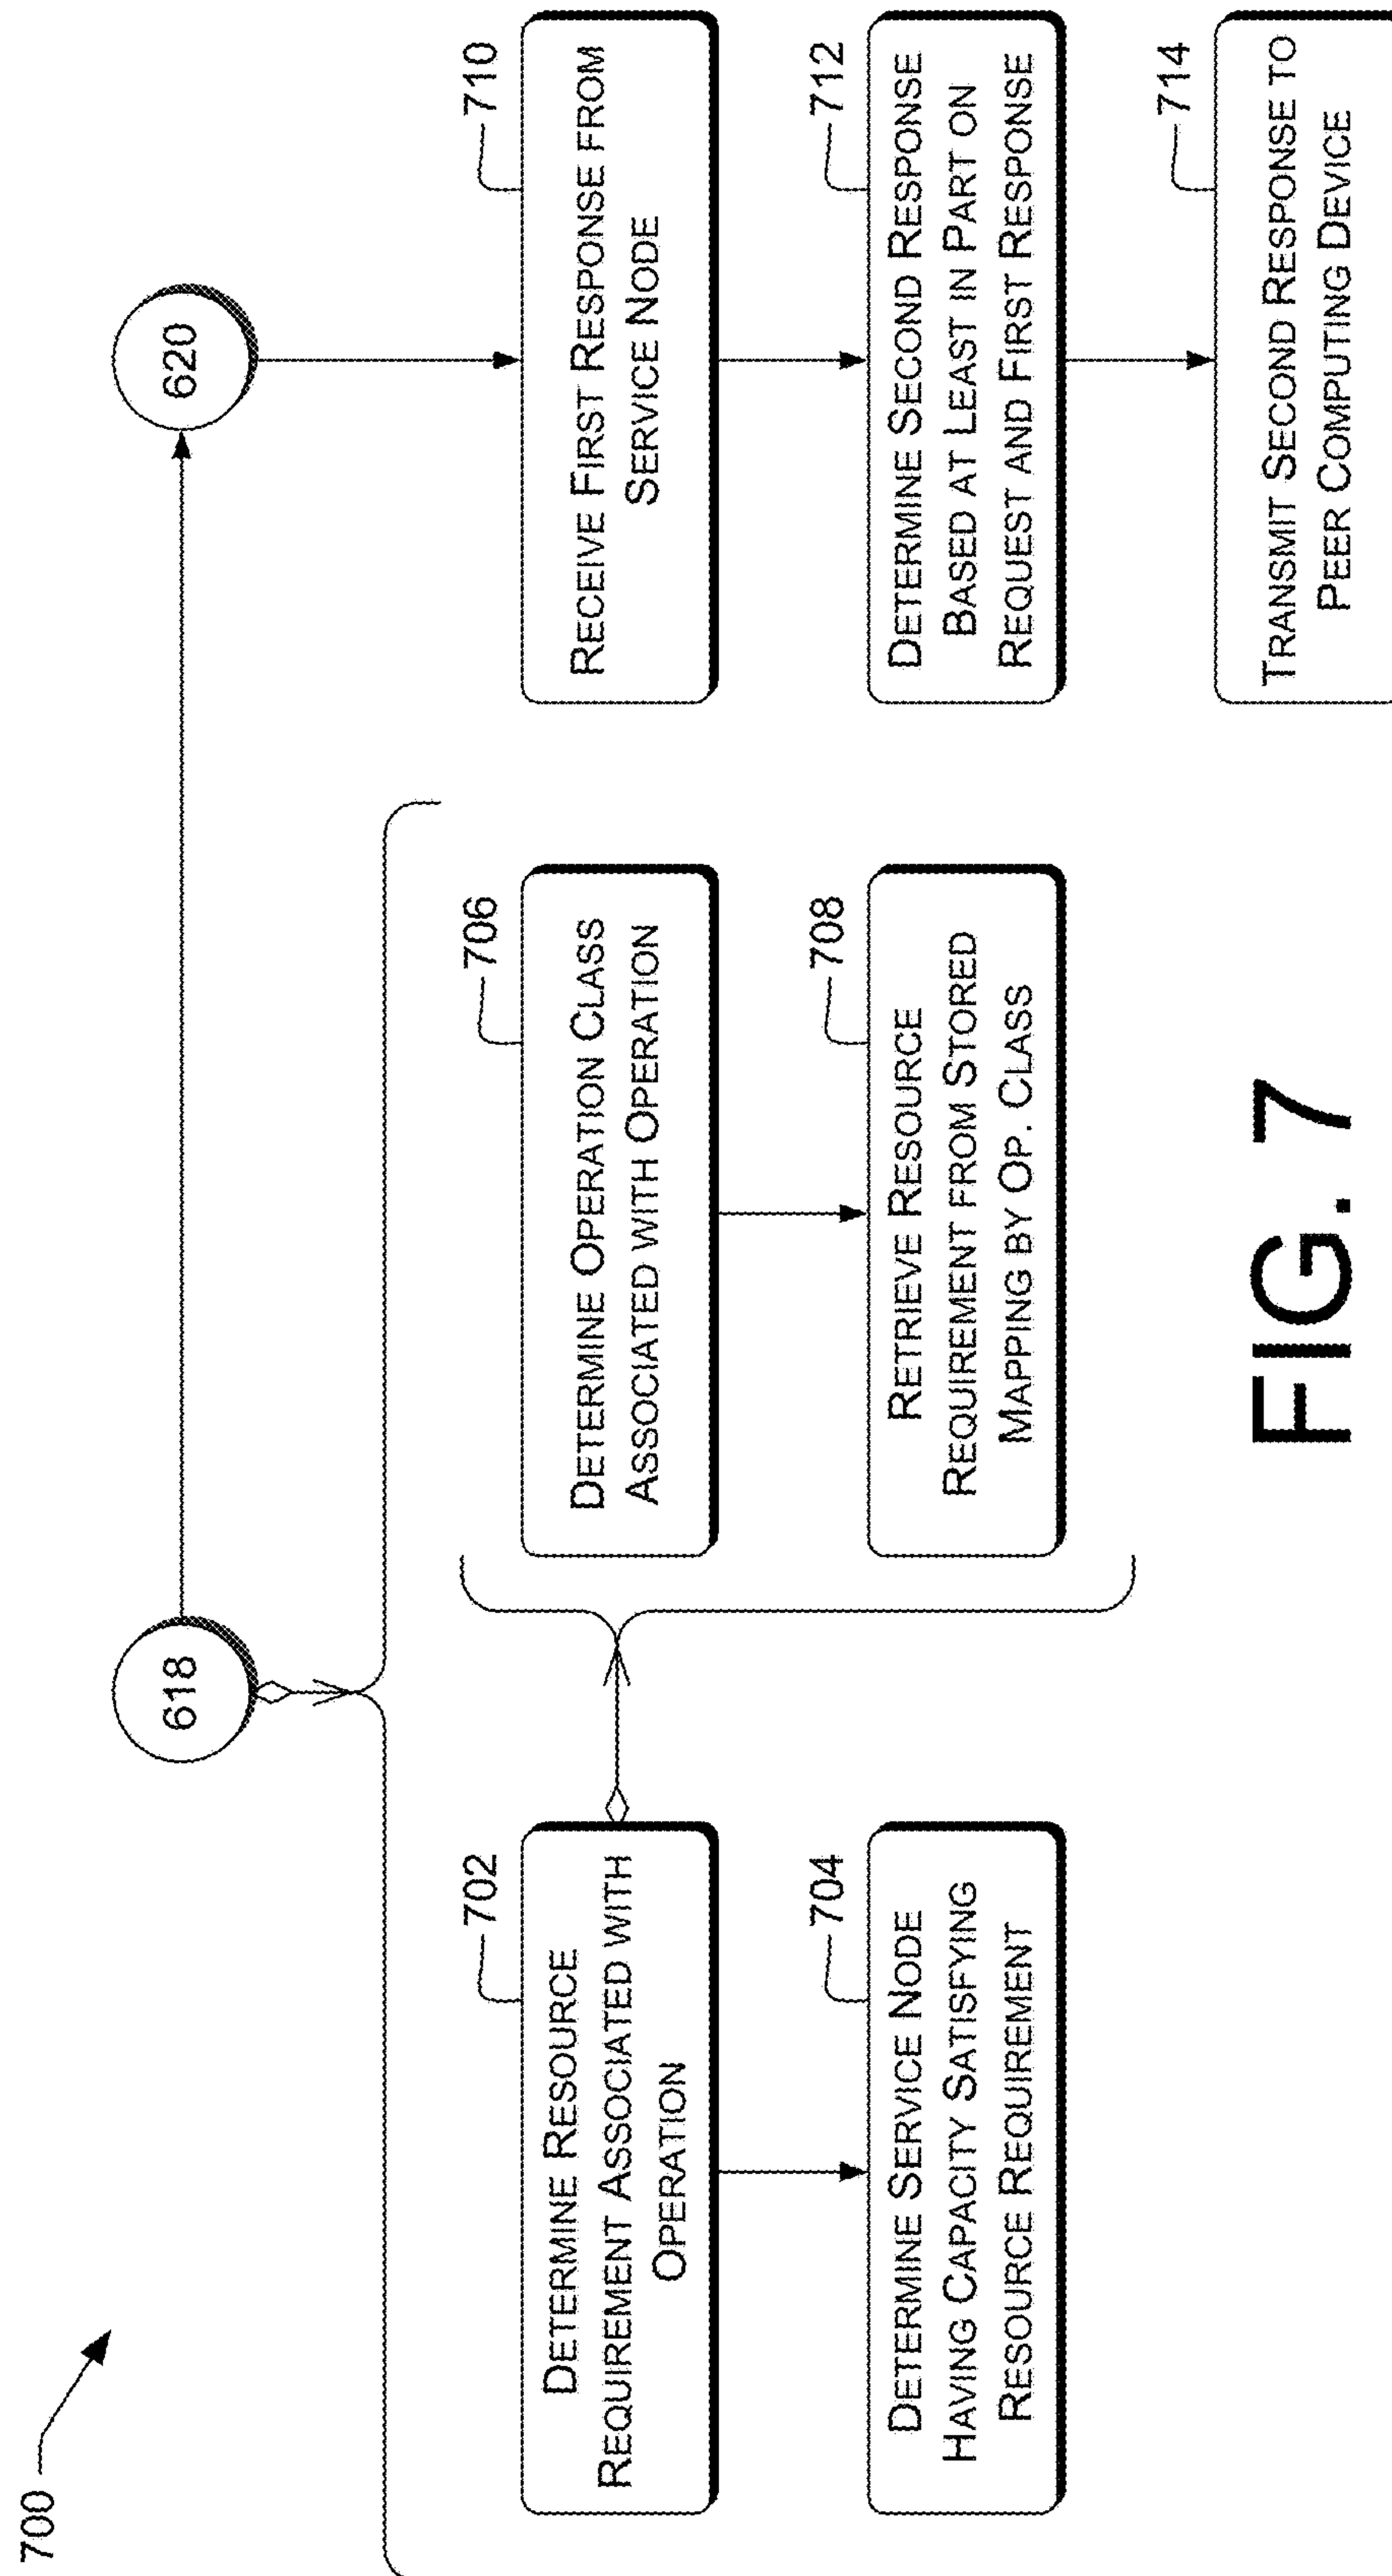 700
618
620
702
DETERMINE RESOURCE
REQUIREMENT ASSOCIATED WITH
OPERATION
704
DETERMINE SERVICE NODE
HAVING CAPACITY SATISFYING
RESOURCE REQUIREMENT
706
DETERMINE OPERATION CLASS
ASSOCIATED WITH OPERATION
708
RETRIEVE RESOURCE
REQUIREMENT FROM STORED
MAPPING BY OP. CLASS
710
RECEIVE FIRST RESPONSE FROM
SERVICE NODE
712
DETERMINE SECOND RESPONSE
BASED AT LEAST IN PART ON
REQUEST AND FIRST RESPONSE
714
TRANSMIT SECOND RESPONSE TO
PEER COMPUTING DEVICE
FIG. 7